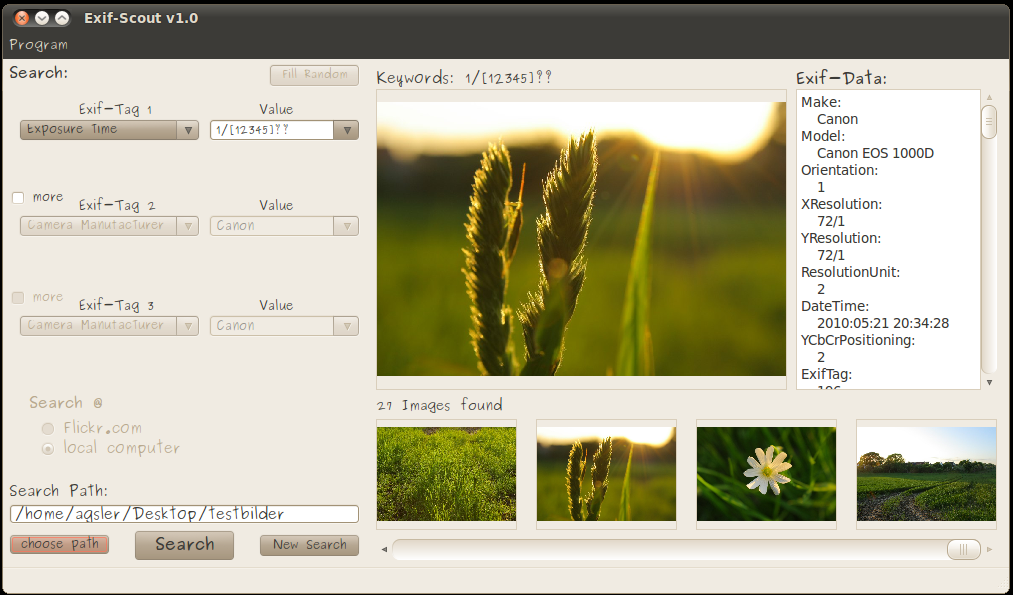 Exif-Scout v1.0
Program
Search:
Fill Random
Exif-Tag 1
Value
Exposure Time
1/[12345]??
more
Exif-Tag 2
Value
Camera Manufacturer
Canon
more
Exif-Tag 3
Value
Camera Manufacturer
Canon
Search @
Flickr.com
local computer
Search Path:
/home/aqsler/Desktop/testbilder
choose path
Search
New Search
Keywords: 1/[12345]??
27 Images found
Exif-Data:
Make:
Canon
Model:
Canon EOS 1000D
Orientation:
1
XResolution:
72/1
YResolution:
72/1
ResolutionUnit:
2
DateTime:
2010:05:21 20:34:28
YCbCrPositioning:
2
ExifTag: